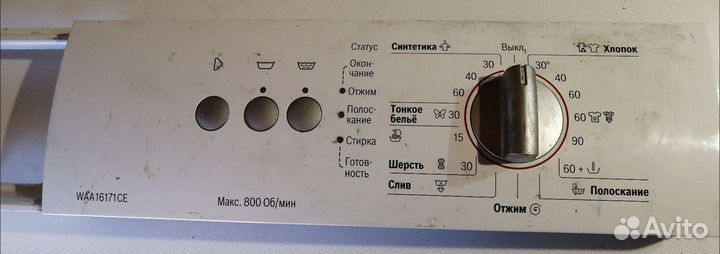 Статус
Окон-
чание
Отжим
Полос-
кание
Стирка
Готов-
ность
WAA16171CE
Макс. 800 Об/мин
Синтетика
Выкл.
Хлопок
30
40
60
30°
40
60
60
90
60 +
Тонкое
бельё
30
15
Шерсть
30
Слив
Отжим
Полоскание
Avito